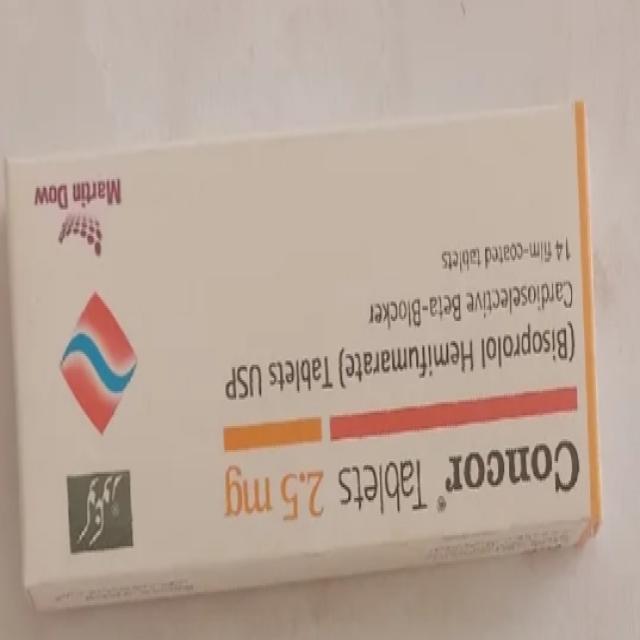 Concor® Tablets 2.5 mg
(Bisoprolol Hemifumarate) Tablets USP
Cardioselective Beta-Blocker
14 film-coated tablets
Martin Dow